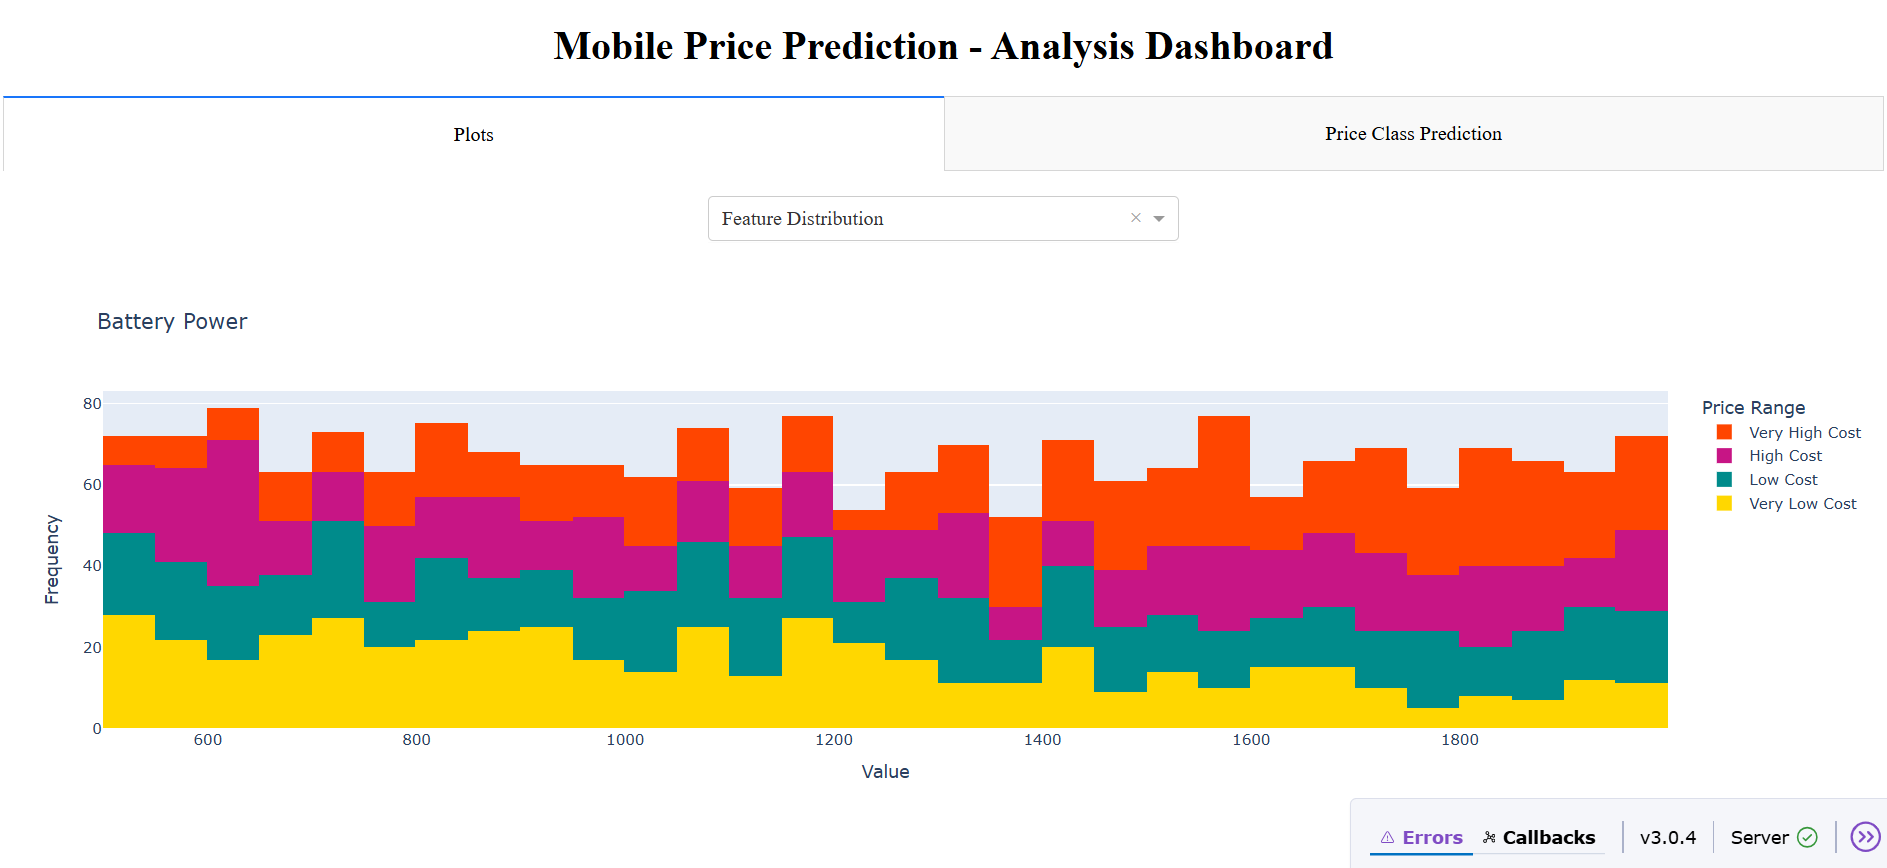 Mobile Price Prediction - Analysis Dashboard
Plots
Price Class Prediction
Feature Distribution ×
Battery Power
80
60
40
20
0
Frequency
600 800 1000 1200 1400 1600 1800
Value
Price Range
Very High Cost
High Cost
Low Cost
Very Low Cost
Errors Callbacks v3.0.4 Server